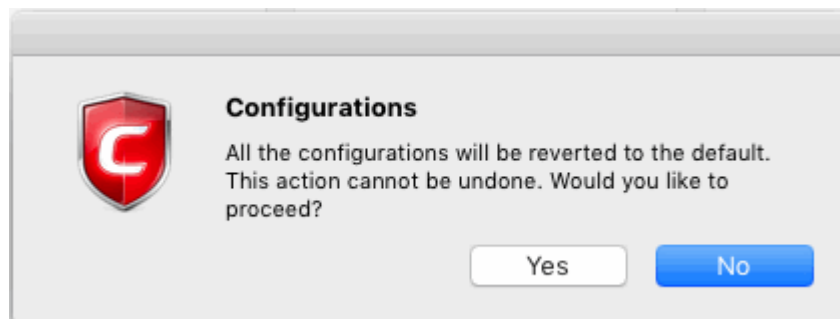 Configurations
All the configurations will be reverted to the default.
This action cannot be undone. Would you like to
proceed?
Yes No